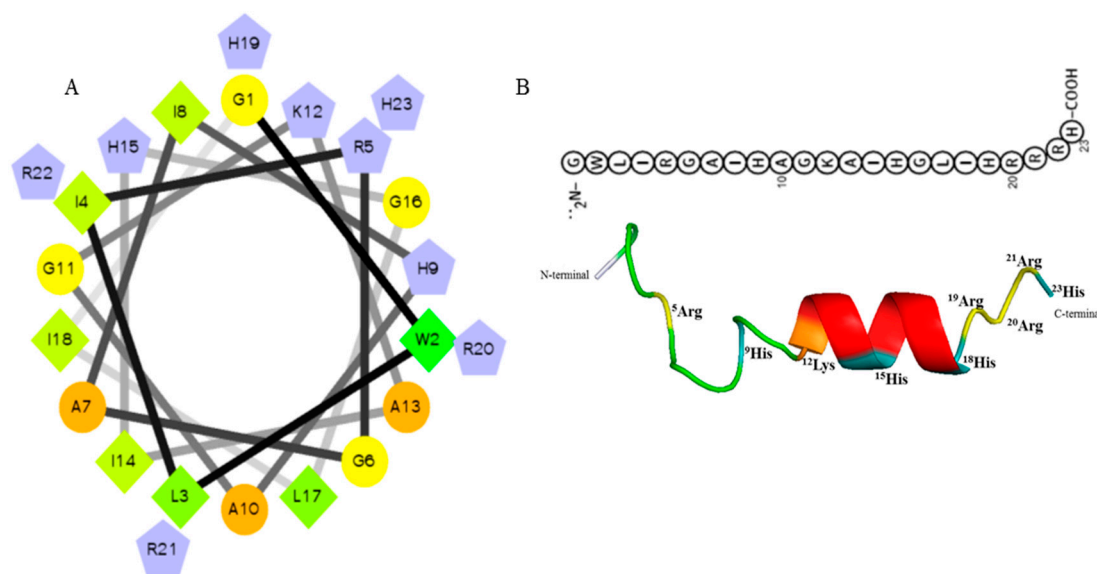 A
H19
G1
I8
K12
H23
H15
R5
R22
I4
G16
G11
H9
I18
W2
R20
A7
A13
I14
G6
L3
A10
L17
R21
B
H–COOH
G W L I R G A I H A G K A I H G L I H R R R
10
20
23
..2N-
N-terminal
5Arg
9His
12Lys
15His
18His
19Arg
20Arg
21Arg
23His
C-termina